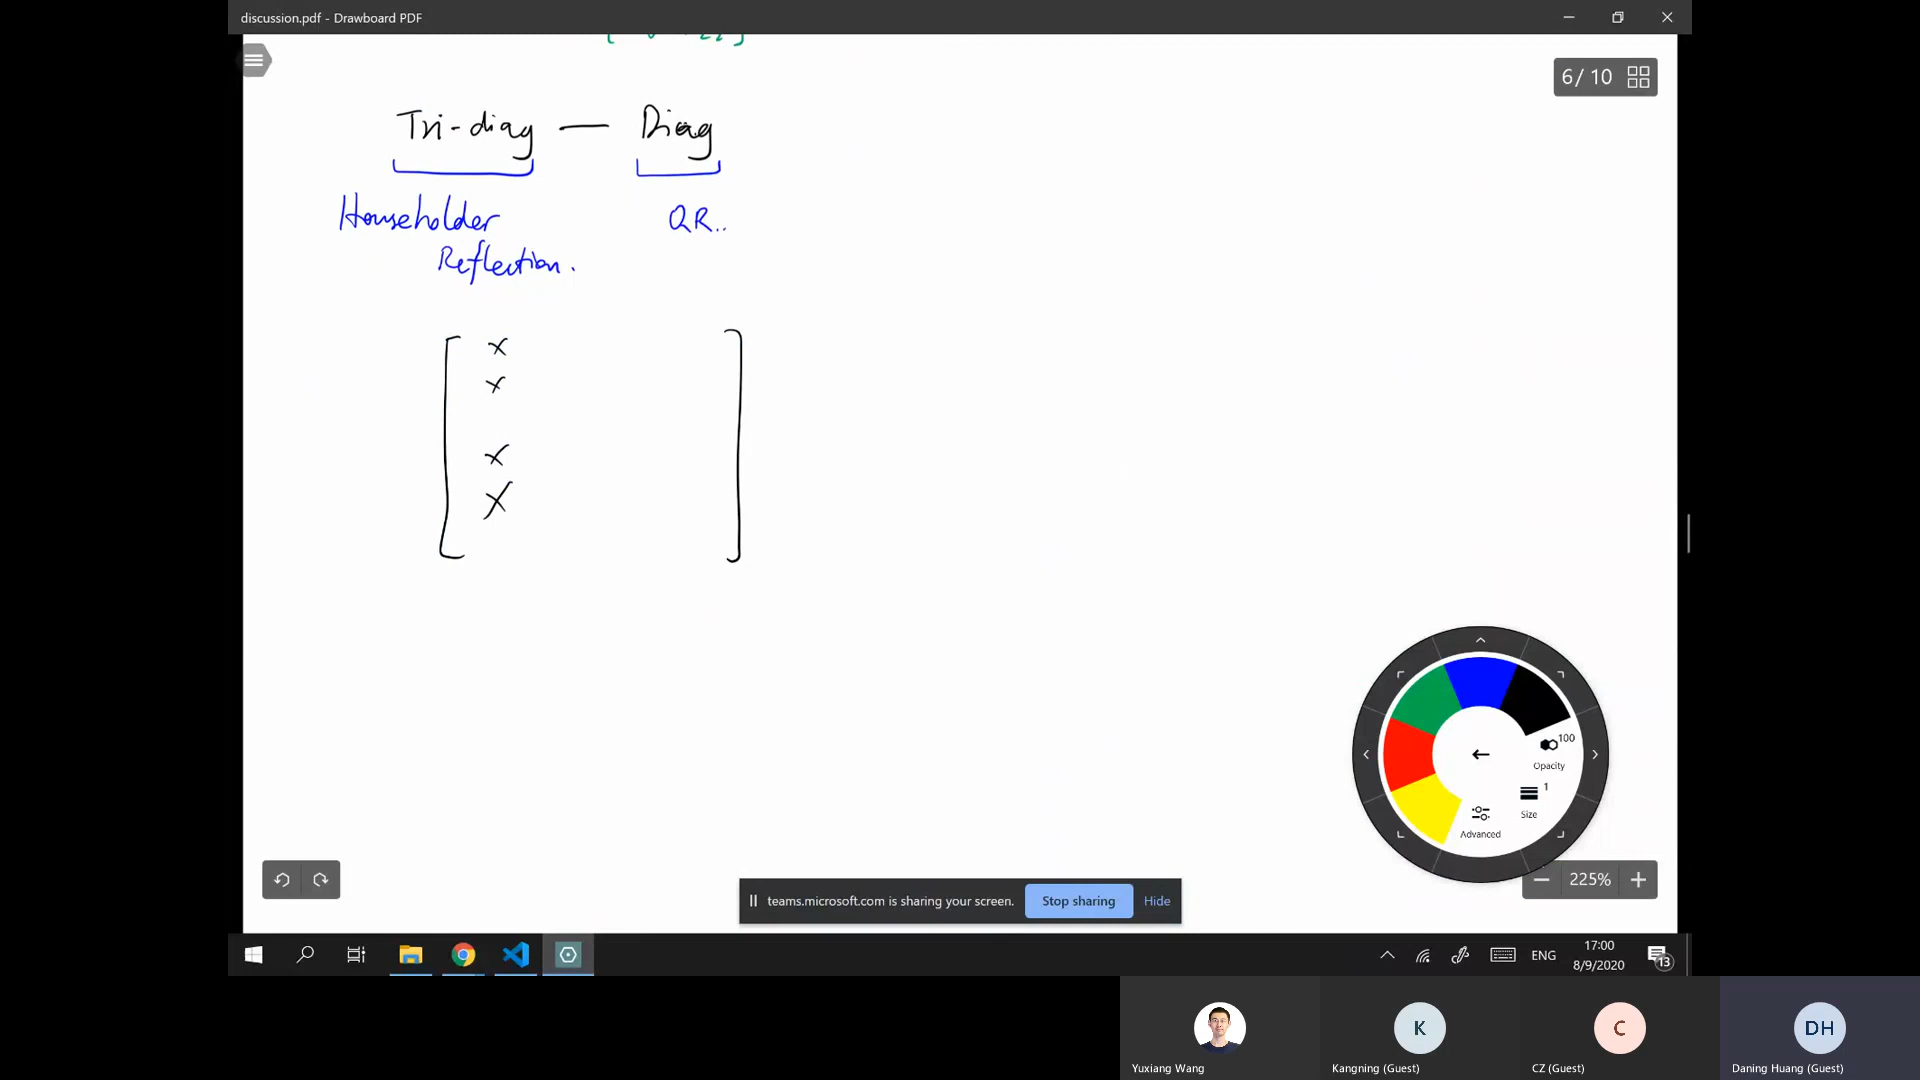 discussion.pdf - Drawboard PDF
6 / 10
Tri-diag — Diag
Householder QR..
Reflection.
x
x
x
x
100
Opacity
1
Size
Advanced
225%
teams.microsoft.com is sharing your screen. Stop sharing Hide
ENG
17:00
8/9/2020
13
K
C
DH
Yuxiang Wang
Kangning (Guest)
CZ (Guest)
Daning Huang (Guest)